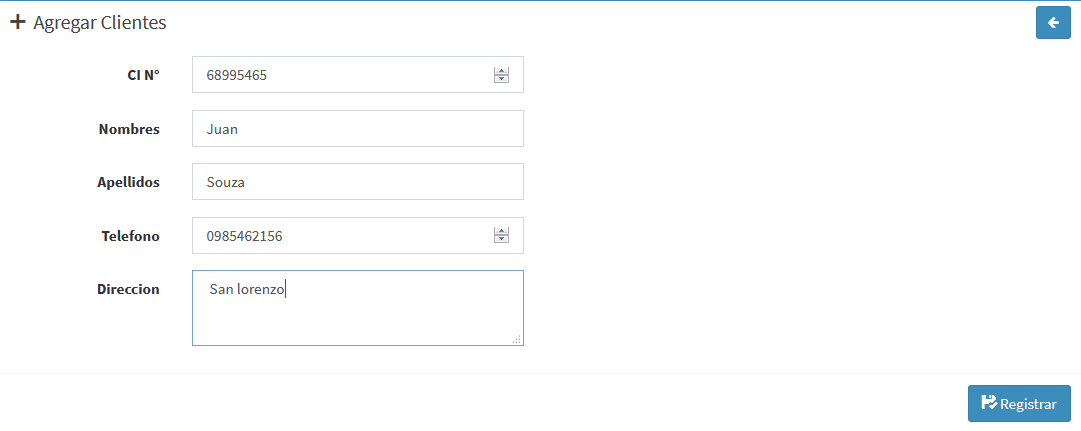 Agregar Clientes
CI N° 68995465
Nombres Juan
Apellidos Souza
Telefono 0985462156
Direccion San lorenzo
Registrar